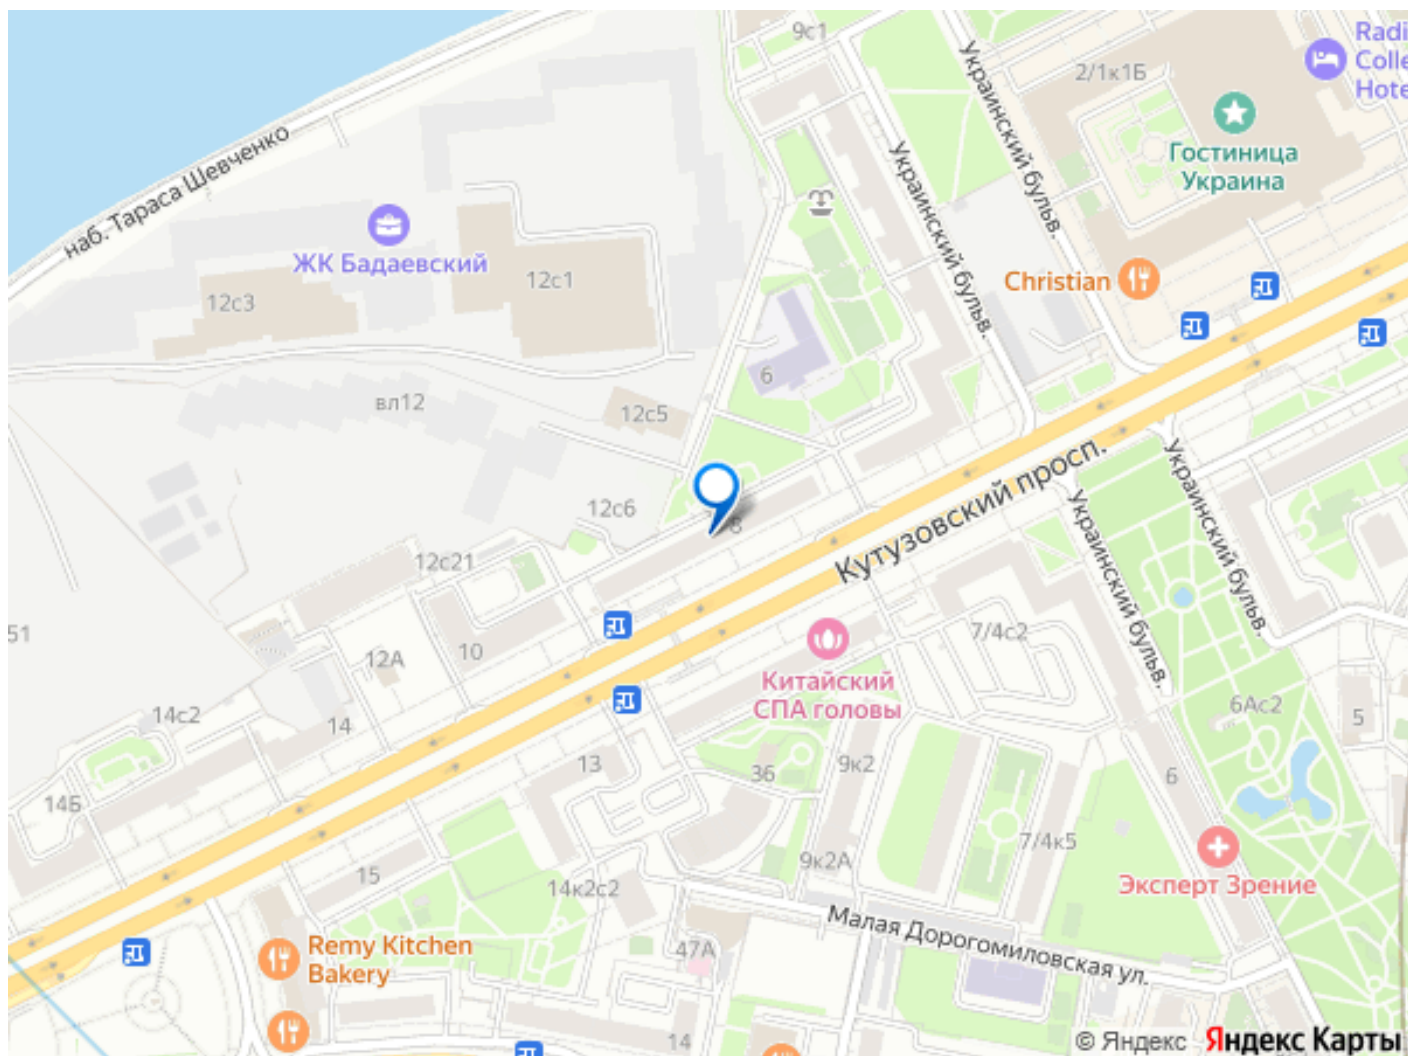 9с1
Украинский бульв.
2/1к1Б
Radi
Colle
Hote
наб. Тараса Шевченко
Украинский бульв.
Гостиница
Украина
ЖК Бадаевский
12с1
12с3
Christian
6
вл12
12с5
12с6
8
Кутузовский просп.
Украинский бульв.
Украинский бульв.
12с21
51
10
12А
7/4с2
Китайский
СПА головы
14с2
14
6Ас2
5
13
36
9к2
6
14Б
7/4к5
15
9к2А
14к2с2
Эксперт Зрение
Малая Дорогомиловская ул.
Remy Kitchen
Bakery
47А
14
© Яндекс Яндекс Карты